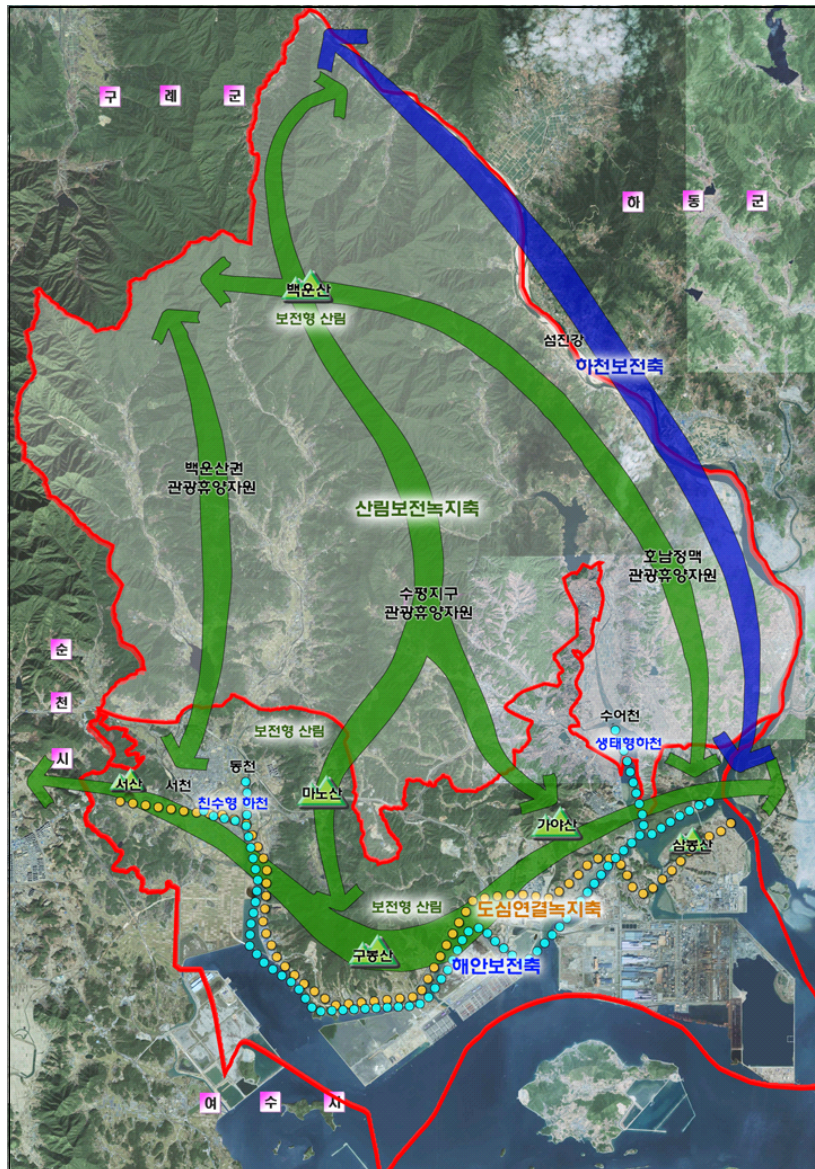 구 례 군
하 동 군
백운산
보전형 산림
섬진강
하천보전축
백운산권
관광휴양자원
산림보전녹지축
호남정맥
관광휴양자원
수평지구
관광휴양자원
순
천
시
수어천
보전형 산림
생태형하천
동천
서산
서천
마노산
친수형 하천
가야산
삼봉산
보전형 산림
도심연결녹지축
구봉산
해안보전축
여 수 시